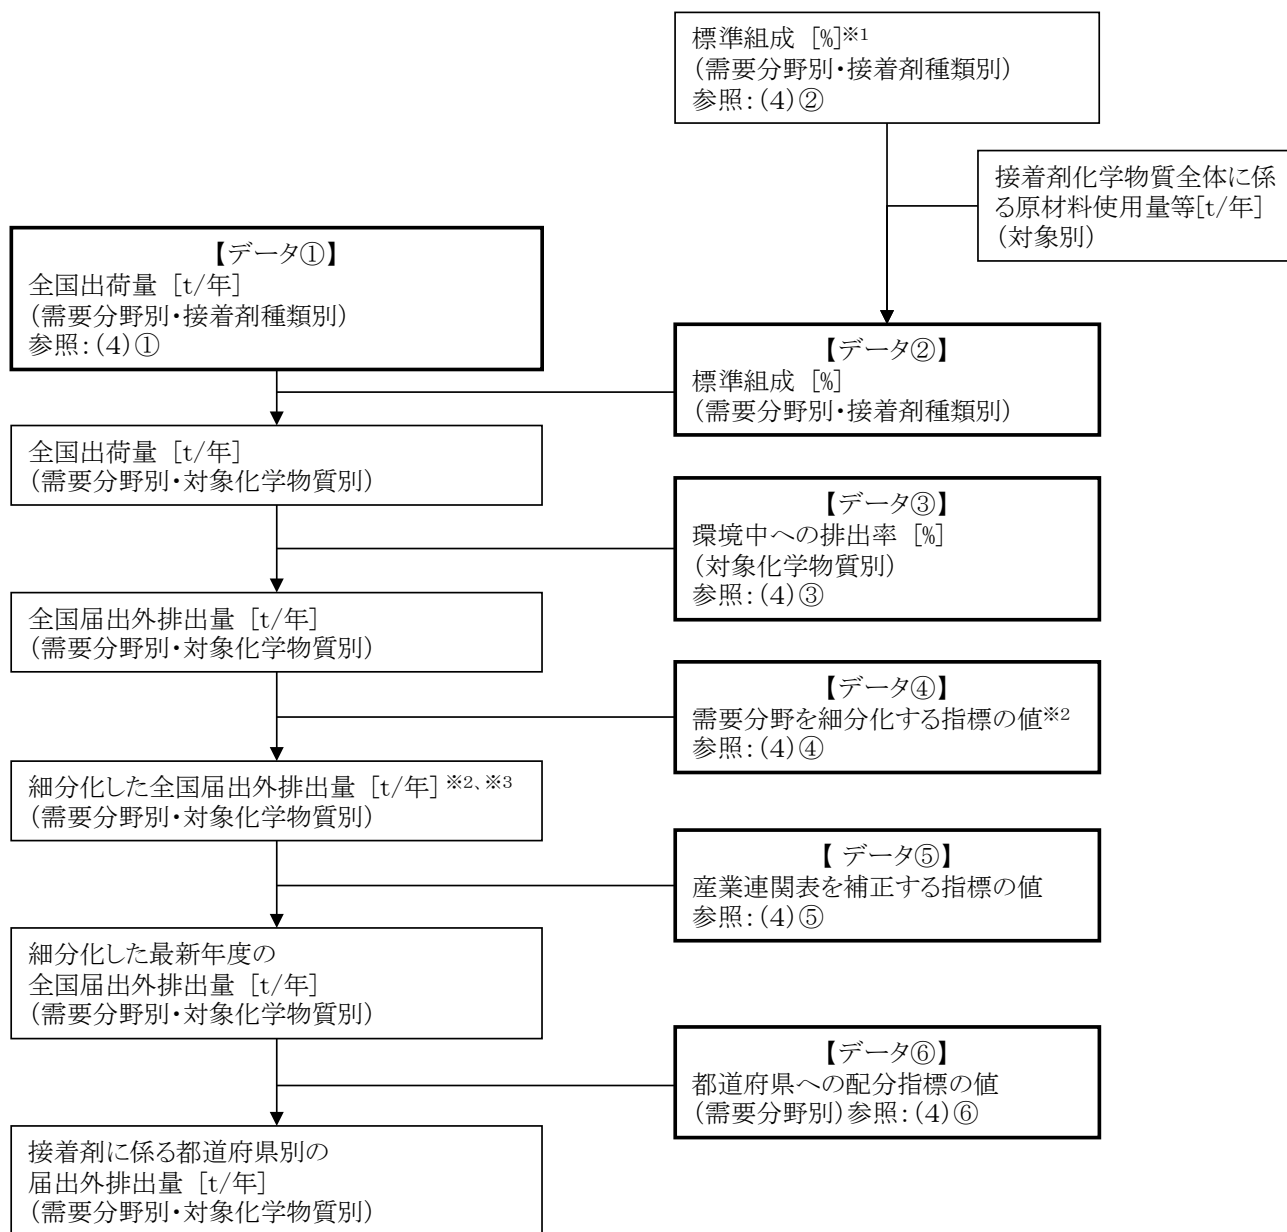 標準組成 [%]※1
(需要分野別・接着剤種類別)
参照:(4)②
接着剤化学物質全体に係
る原材料使用量等[t/年]
(対象別)
【データ①】
全国出荷量 [t/年]
(需要分野別・接着剤種類別)
参照:(4)①
【データ②】
標準組成 [%]
(需要分野別・接着剤種類別)
全国出荷量 [t/年]
(需要分野別・対象化学物質別)
【データ③】
環境中への排出率 [%]
(対象化学物質別)
参照:(4)③
全国届出外排出量 [t/年]
(需要分野別・対象化学物質別)
【データ④】
需要分野を細分化する指標の値※2
参照:(4)④
細分化した全国届出外排出量 [t/年]※2、※3
(需要分野別・対象化学物質別)
【 データ⑤】
産業連関表を補正する指標の値
参照:(4)⑤
細分化した最新年度の
全国届出外排出量 [t/年]
(需要分野別・対象化学物質別)
【データ⑥】
都道府県への配分指標の値
(需要分野別)参照:(4)⑥
接着剤に係る都道府県別の
届出外排出量 [t/年]
(需要分野別・対象化学物質別)